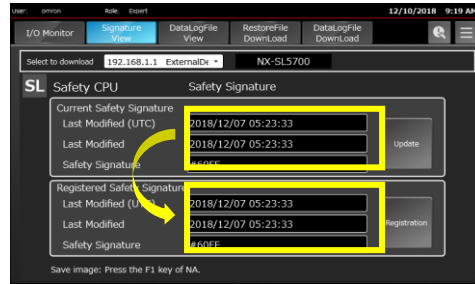 User: omron Role: Expert 12/10/2018 9:19 AM
I/O Monitor Signature View DataLogFile View RestoreFile DownLoad DataLogFile DownLoad
Select to download 192.168.1.1 ExternalDe NX-SL5700
SL Safety CPU Safety Signature
Current Safety Signature
Last Modified (UTC) 2018/12/07 05:23:33
Last Modified 2018/12/07 05:23:33 Update
Safety Signature
Registered Safety Signature
Last Modified (UTC) 2018/12/07 05:23:33
Last Modified 2018/12/07 05:23:33 Registration
Safety Signature
Save image: Press the F1 key of NA.